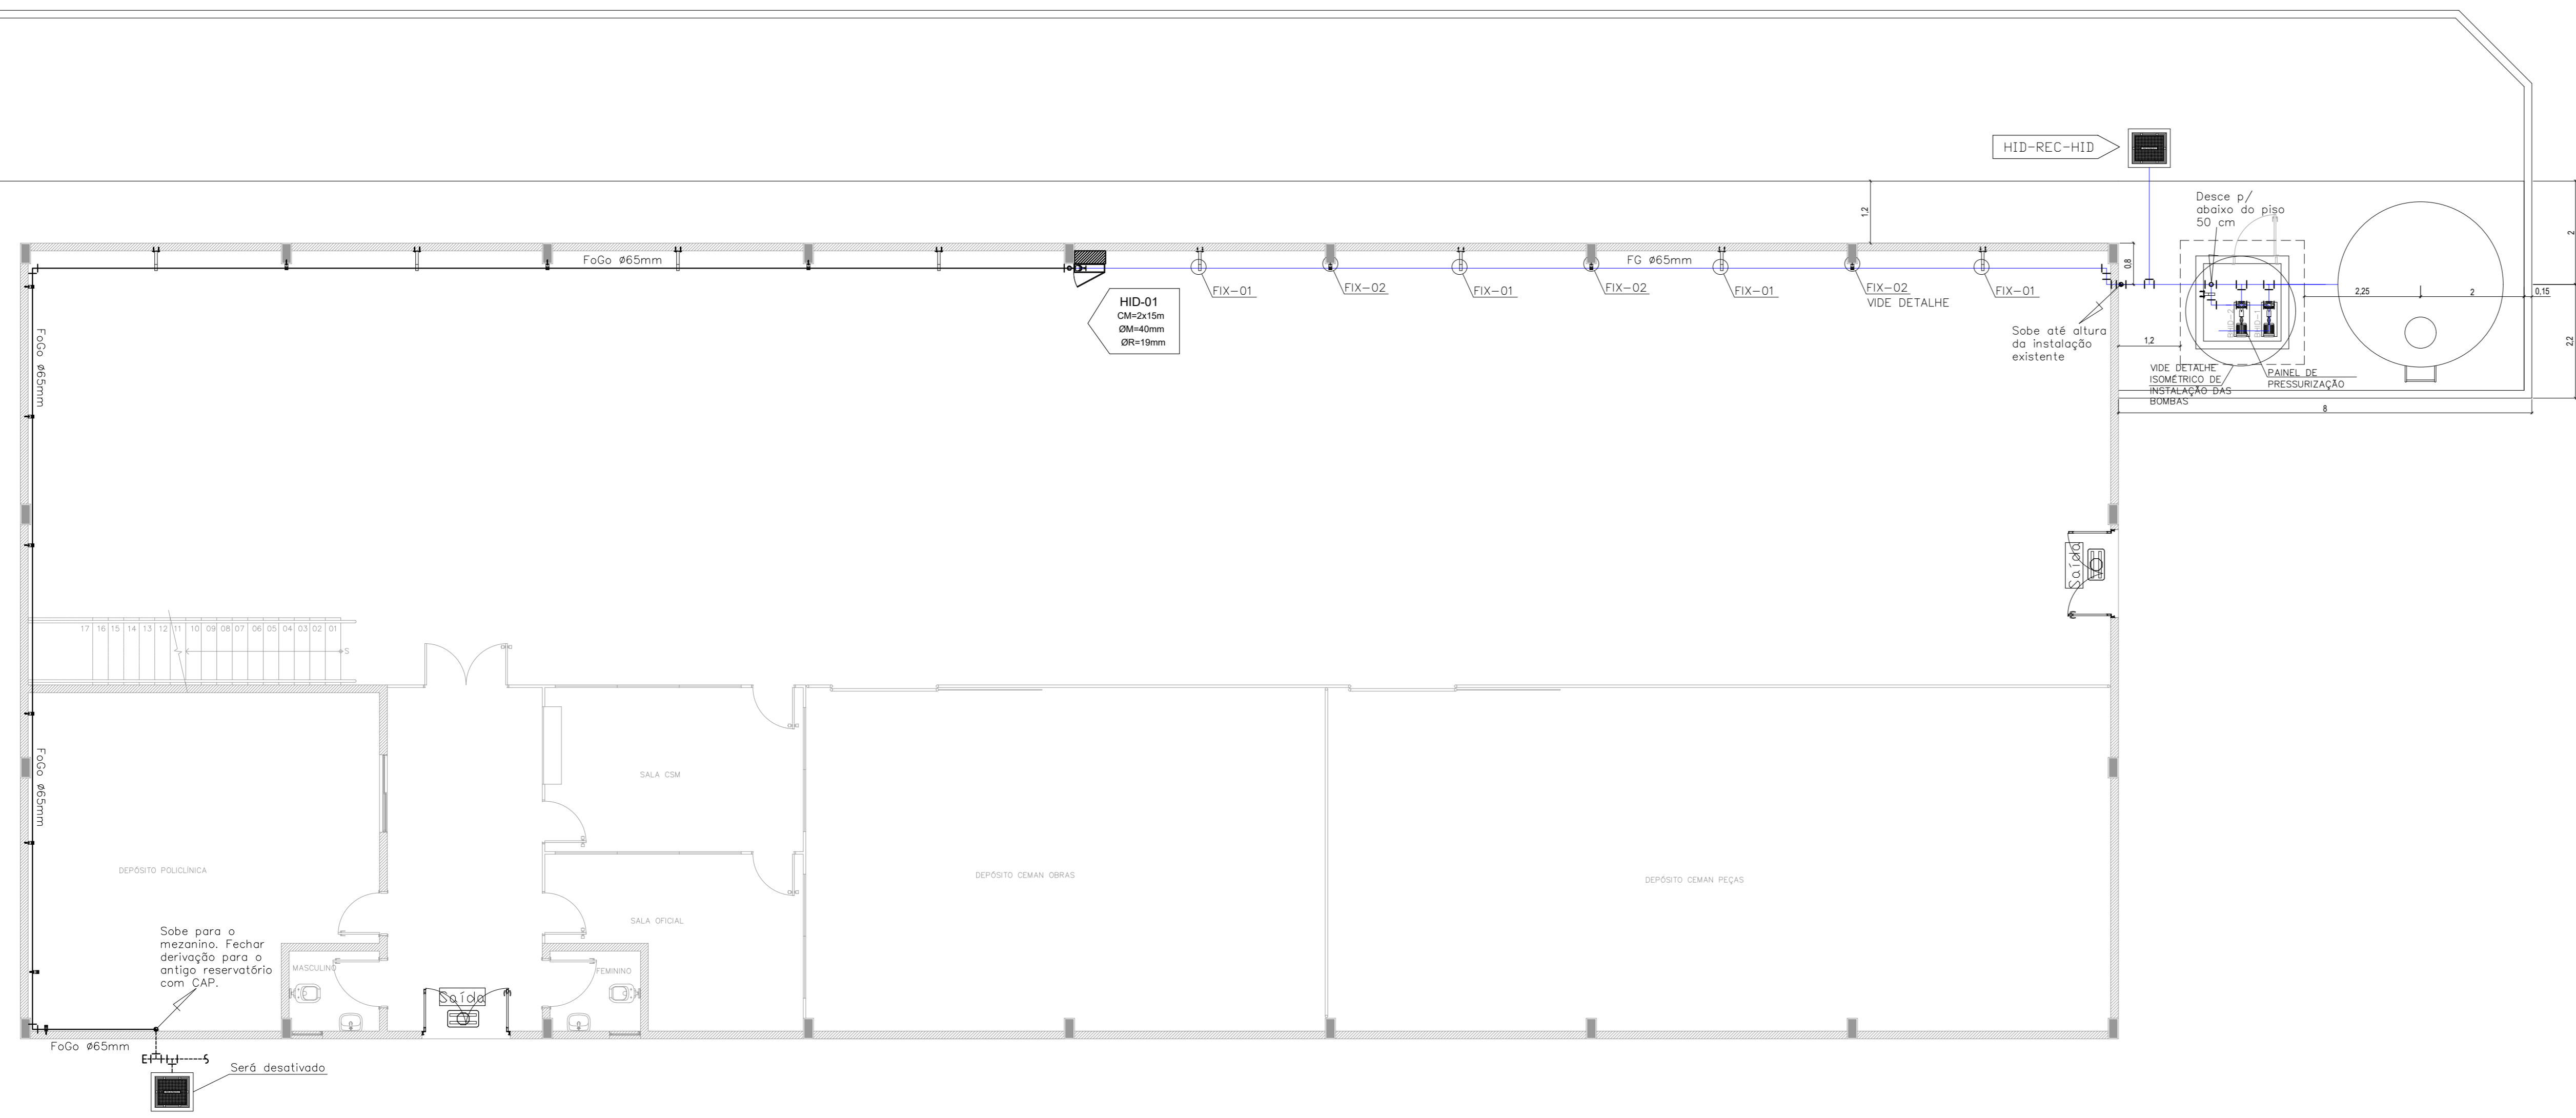 HID-REC-HID
Desce p/
abaixo do piso
50 cm
1,2
2
0,8
FoGo Ø65mm
FG Ø65mm
FIX-01
FIX-02
FIX-01
FIX-02
FIX-01
FIX-02
VIDE DETALHE
FIX-01
HID-01
CM=2x15m
ØM=40mm
ØR=19mm
2,25
2
0,15
BHID-2
BHID-1
Sobe até altura
da instalação
existente
1,2
2,2
VIDE DETALHE
ISOMÉTRICO DE
INSTALAÇÃO DAS
BOMBAS
PAINEL DE
PRESSURIZAÇÃO
8
FoGo Ø65mm
Saída
17 16 15 14 13 12 11 10 09 08 07 06 05 04 03 02 01
S
FoGo Ø65mm
SALA CSM
DEPÓSITO POLICLÍNICA
DEPÓSITO CEMAN OBRAS
DEPÓSITO CEMAN PEÇAS
SALA OFICIAL
Sobe para o
mezanino. Fechar
derivação para o
antigo reservatório
com CAP.
MASCULINO
FEMININO
Saída
FoGo Ø65mm
Será desativado